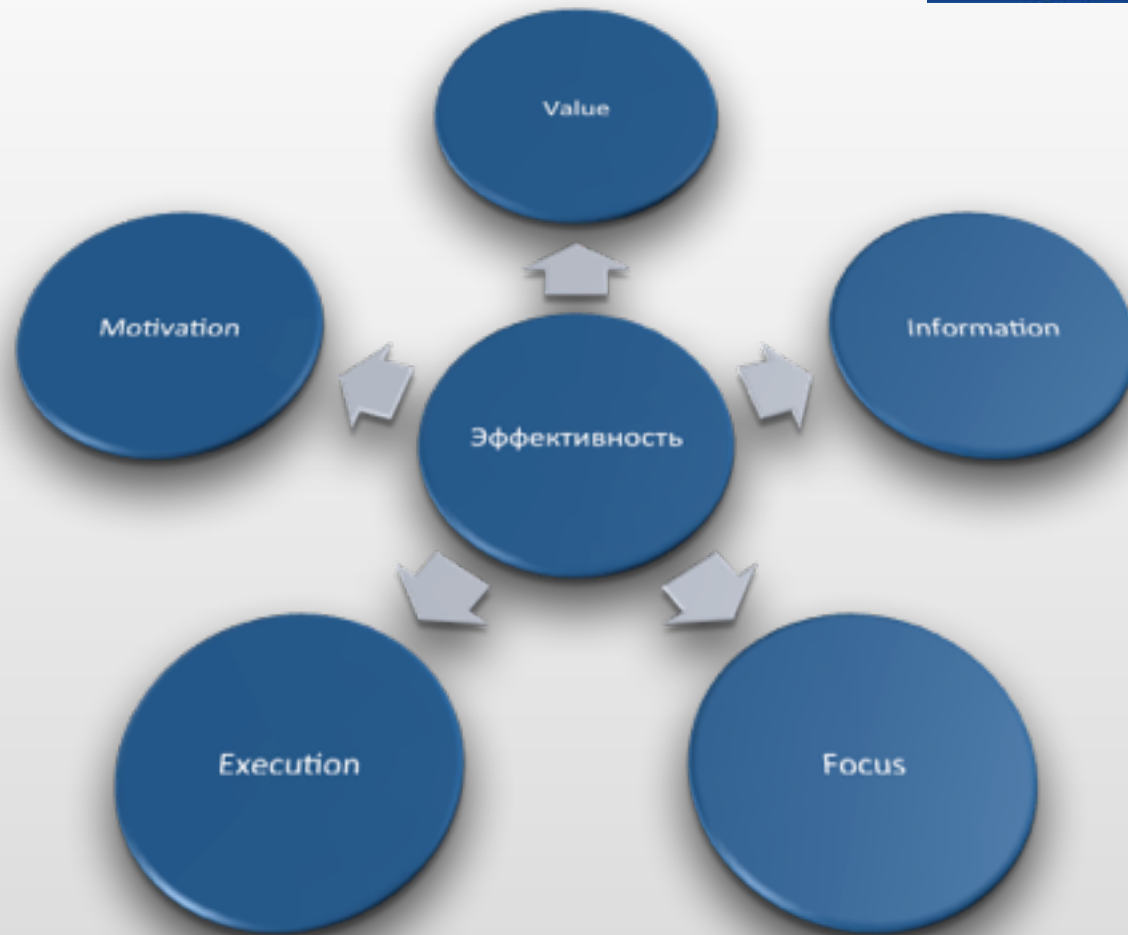 Value
Motivation
Information
Эффективность
Execution
Focus